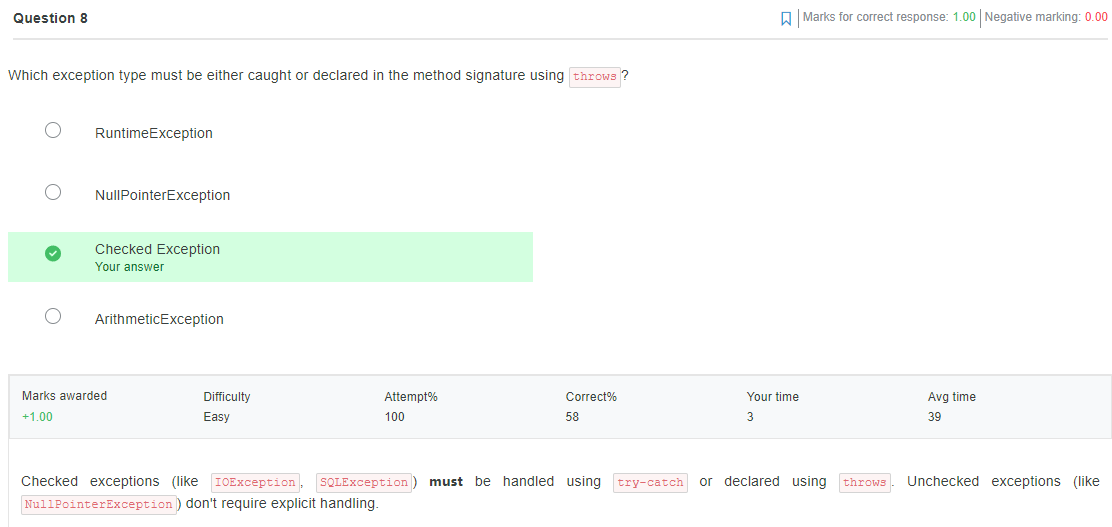 Question 8
Marks for correct response: 1.00 Negative marking: 0.00
Which exception type must be either caught or declared in the method signature using throws?
RuntimeException
NullPointerException
Checked Exception
Your answer
ArithmeticException
Marks awarded Difficulty Attempt% Correct% Your time Avg time
+1.00 Easy 100 58 3 39
Checked exceptions (like IOException, SQLException) must be handled using try-catch or declared using throws. Unchecked exceptions (like
NullPointerException) don't require explicit handling.